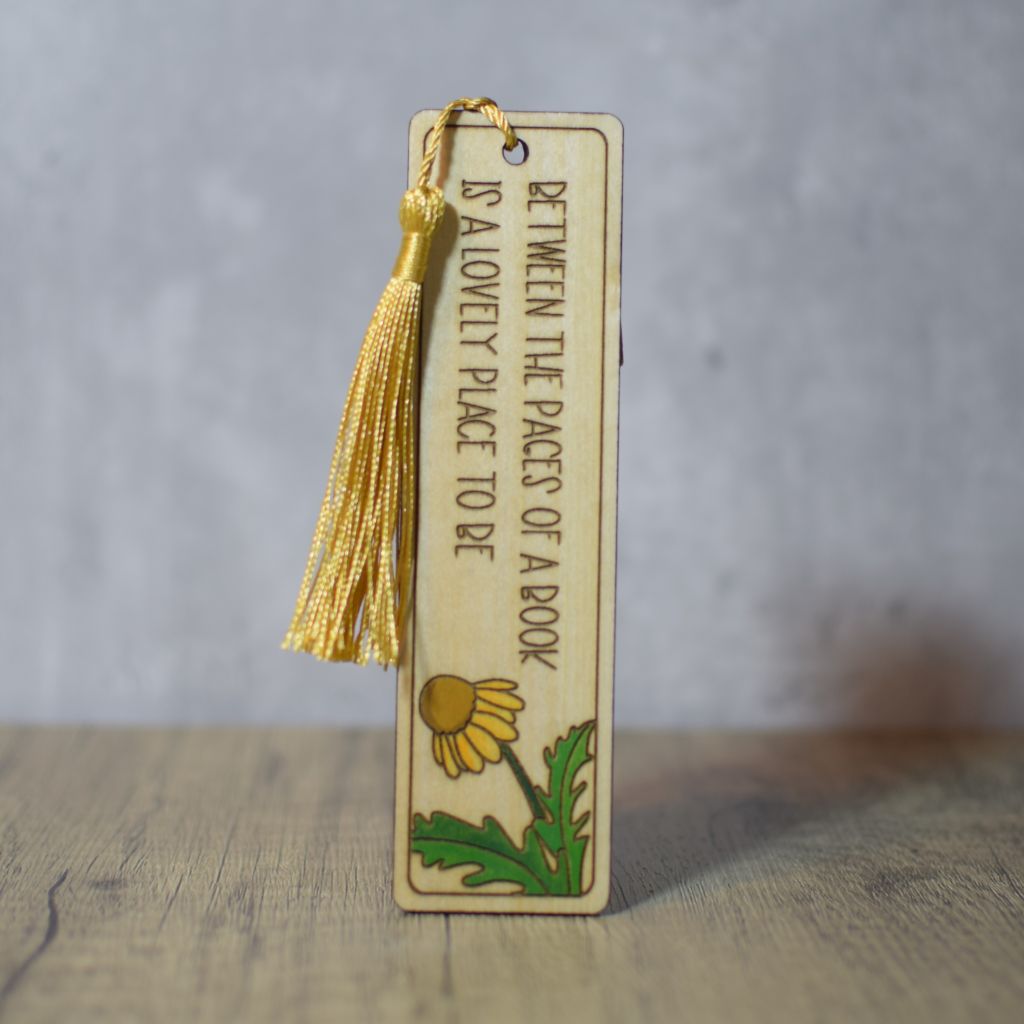 BETWEEN THE PAGES OF A BOOK
IS A LOVELY PLACE TO BE